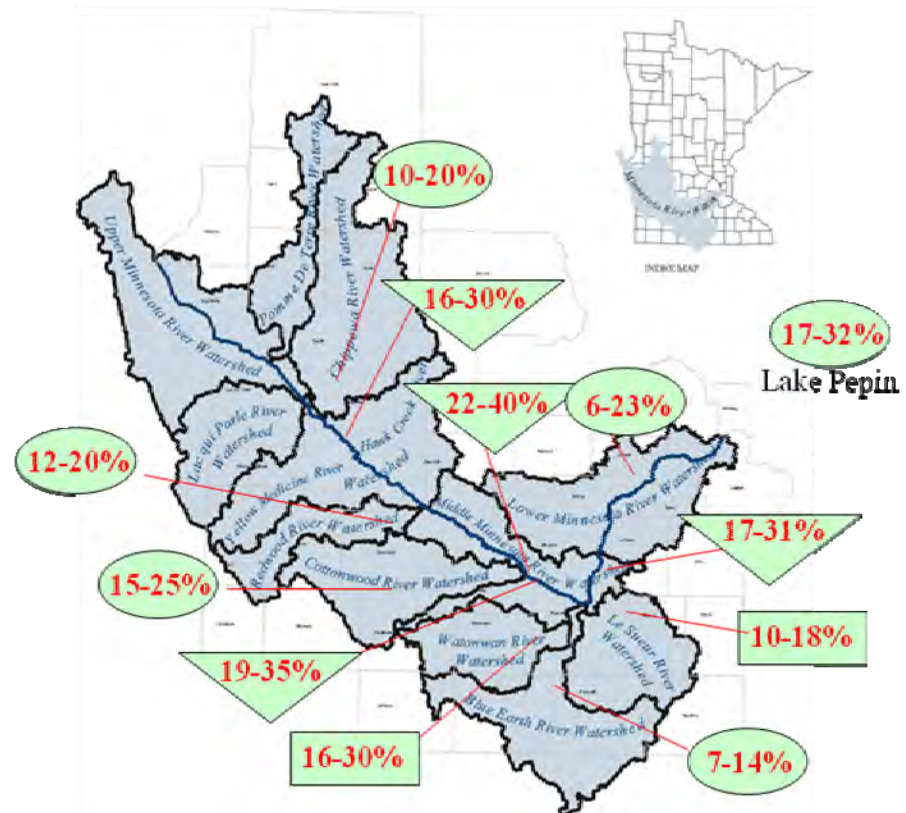 Minnesota River Basin
INDEX MAP
10-20%
Pomme De Terre River Watershed
Upper Minnesota River Watershed
Chippewa River Watershed
16-30%
17-32%
Lake Pepin
22-40%
6-23%
Hawk Creek
Lac qui Parle River
Watershed
12-20%
Yellow Medicine River
Watershed
Redwood River Watershed
Middle Minnesota River Watershed
Lower Minnesota River Watershed
17-31%
Cottonwood River Watershed
15-25%
Le Sueur River
Watershed
10-18%
Watonwan River
Watershed
19-35%
Blue Earth River Watershed
16-30%
7-14%